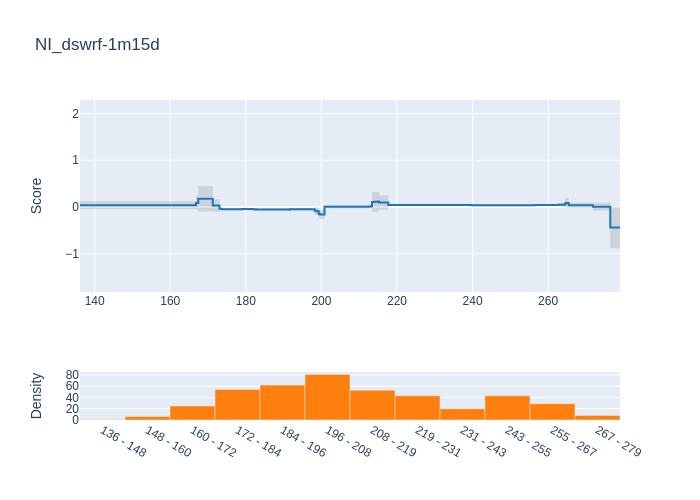 NI_dswrf-1m15d
Score
2
1
0
−1
140 160 180 200 220 240 260
Density
80
60
40
20
0
136 - 148
148 - 160
160 - 172
172 - 184
184 - 196
196 - 208
208 - 219
219 - 231
231 - 243
243 - 255
255 - 267
267 - 279